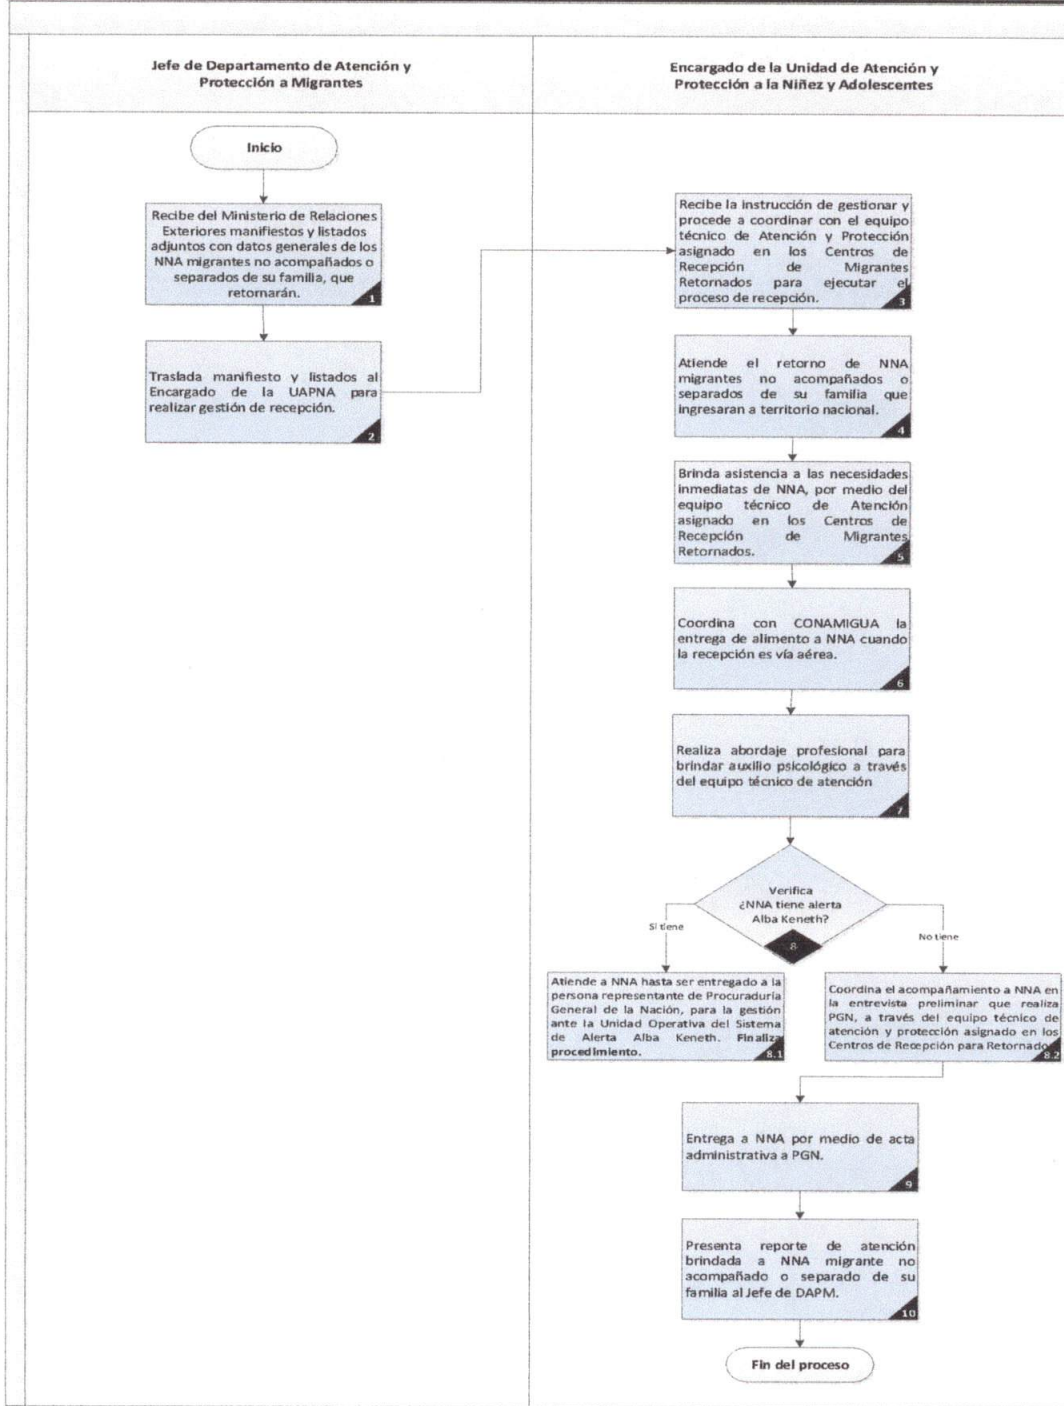 Jefe de Departamento de Atención y
Protección a Migrantes
Encargado de la Unidad de Atención y
Protección a la Niñez y Adolescentes
Inicio
Recibe del Ministerio de Relaciones
Exteriores manifiestos y listados
adjuntos con datos generales de los
NNA migrantes no acompañados o
separados de su familia, que
retornarán.
1
Traslada manifiesto y listados al
Encargado de la UAPNA para
realizar gestión de recepción.
2
Recibe la instrucción de gestionar y
procede a coordinar con el equipo
técnico de Atención y Protección
asignado en los Centros de
Recepción de Migrantes
Retornados para ejecutar el
proceso de recepción.
3
Atiende el retorno de NNA
migrantes no acompañados o
separados de su familia que
ingresaran a territorio nacional.
4
Brinda asistencia a las necesidades
inmediatas de NNA, por medio del
equipo técnico de Atención
asignado en los Centros de
Recepción de Migrantes
Retornados.
5
Coordina con CONAMIGUA la
entrega de alimento a NNA cuando
la recepción es vía aérea.
6
Realiza abordaje profesional para
brindar auxilio psicológico a través
del equipo técnico de atención
7
Verifica
¿NNA tiene alerta
Alba Keneth?
8
Si tiene
No tiene
Atiende a NNA hasta ser entregado a la
persona representante de Procuraduría
General de la Nación, para la gestión
ante la Unidad Operativa del Sistema
de Alerta Alba Keneth. Finaliza
procedimiento.
8.1
Coordina el acompañamiento a NNA en
la entrevista preliminar que realiza
PGN, a través del equipo técnico de
atención y protección asignado en los
Centros de Recepción para Retornado
8.2
Entrega a NNA por medio de acta
administrativa a PGN.
9
Presenta reporte de atención
brindada a NNA migrante no
acompañado o separado de su
familia al Jefe de DAPM.
10
Fin del proceso